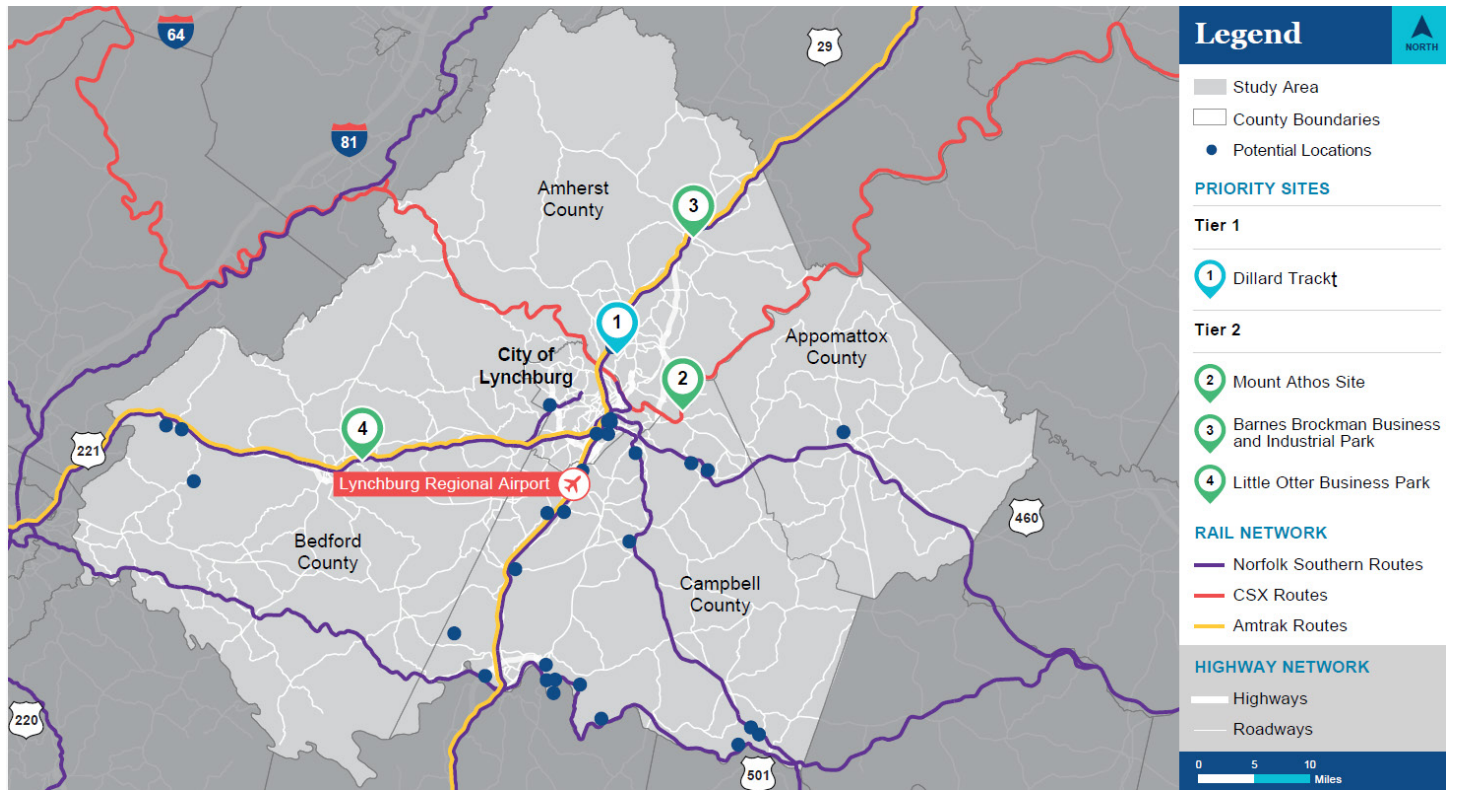 64
29
81
Amherst
County
3
1
Appomattox
County
City of
Lynchburg
2
4
221
Lynchburg Regional Airport
460
Bedford
County
Campbell
County
220
501
Legend
NORTH
Study Area
County Boundaries
Potential Locations
PRIORITY SITES
Tier 1
1 Dillard Trackt
Tier 2
2 Mount Athos Site
3 Barnes Brockman Business
and Industrial Park
4 Little Otter Business Park
RAIL NETWORK
Norfolk Southern Routes
CSX Routes
Amtrak Routes
HIGHWAY NETWORK
Highways
Roadways
0 5 10
Miles